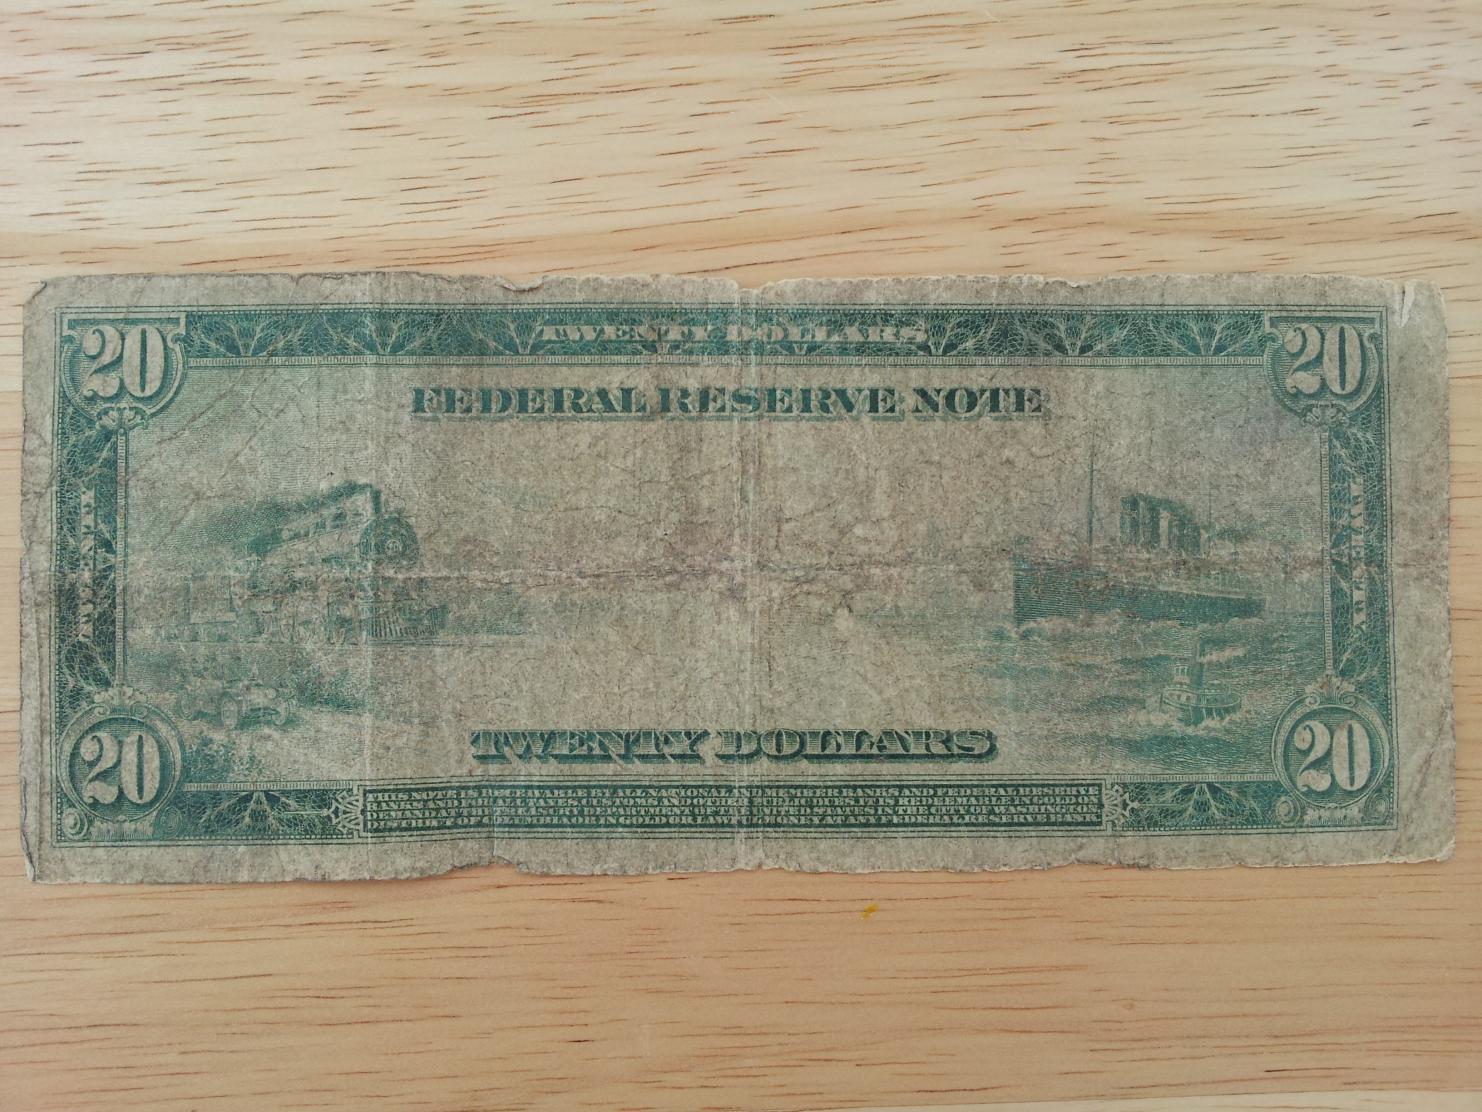 20 TWENTY DOLLARS 20
FEDERAL RESERVE NOTE
TWENTY
TWENTY
TWENTY DOLLARS
20 20
THIS NOTE IS RECEIVABLE BY ALL NATIONAL AND MEMBER BANKS AND FEDERAL RESERVE
BANKS AND FOR ALL TAXES, CUSTOMS AND OTHER PUBLIC DUES. IT IS REDEEMABLE IN GOLD ON
DEMAND AT THE TREASURY DEPARTMENT OF THE UNITED STATES IN THE CITY OF WASHINGTON,
DISTRICT OF COLUMBIA OR IN GOLD OR LAWFUL MONEY AT ANY FEDERAL RESERVE BANK.